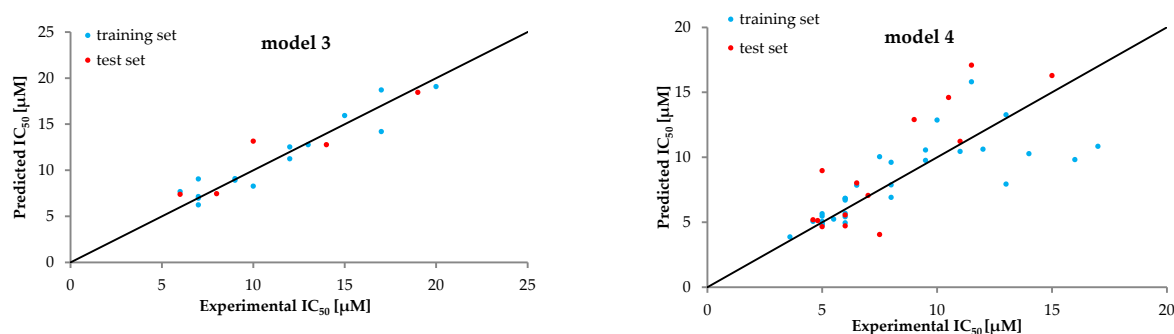 25
20
15
10
5
0
Predicted IC₅₀ [µM]
training set
test set
model 3
0
5
10
15
20
25
Experimental IC₅₀ [µM]
training set
test set
model 4
20
15
10
5
0
Predicted IC₅₀ [µM]
0
5
10
15
20
Experimental IC₅₀ [µM]